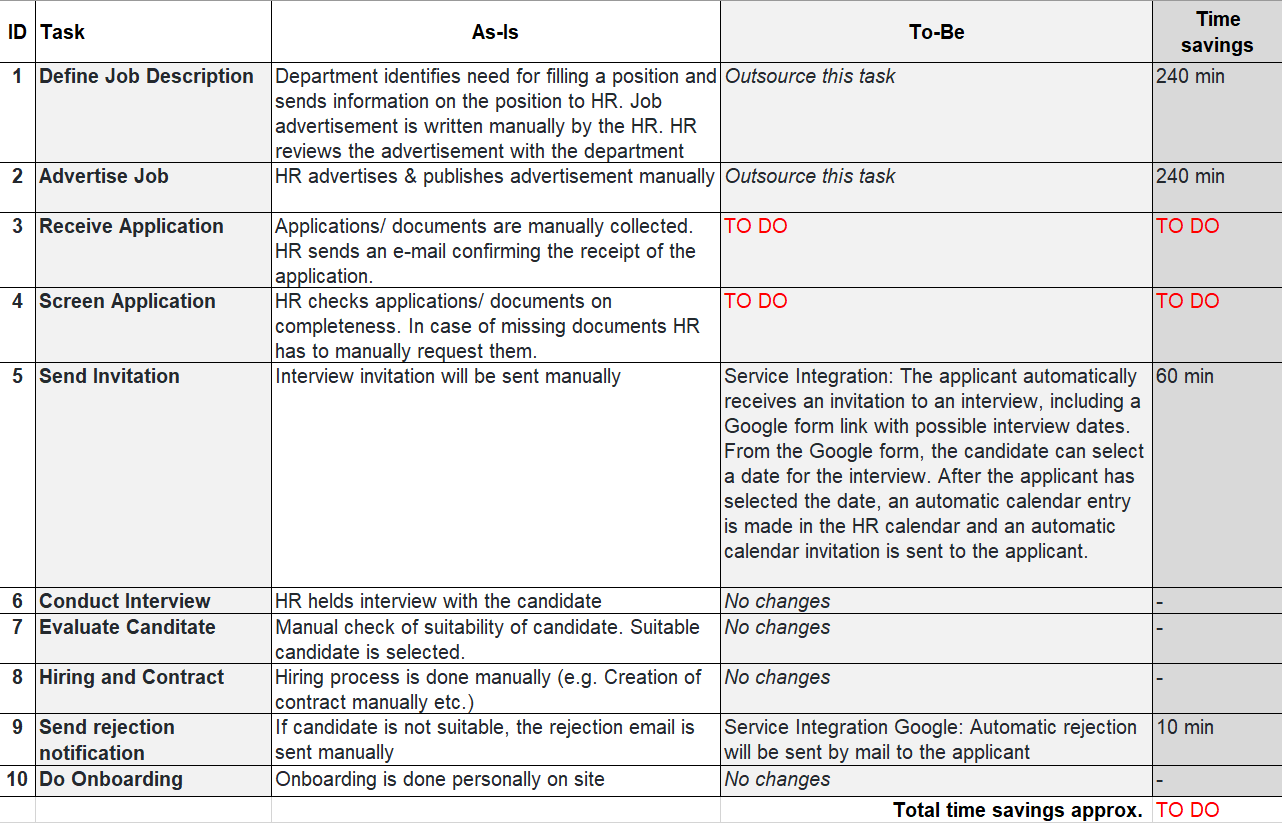 ID Task As-Is To-Be Time
savings
1 Define Job Description Department identifies need for filling a position and Outsource this task 240 min
sends information on the position to HR. Job
advertisement is written manually by the HR. HR
reviews the advertisement with the department
2 Advertise Job HR advertises & publishes advertisement manually Outsource this task 240 min
3 Receive Application Applications/ documents are manually collected. TO DO TO DO
HR sends an e-mail confirming the receipt of the
application.
4 Screen Application HR checks applications/ documents on TO DO TO DO
completeness. In case of missing documents HR
has to manually request them.
5 Send Invitation Interview invitation will be sent manually Service Integration: The applicant automatically 60 min
receives an invitation to an interview, including a
Google form link with possible interview dates.
From the Google form, the candidate can select
a date for the interview. After the applicant has
selected the date, an automatic calendar entry
is made in the HR calendar and an automatic
calendar invitation is sent to the applicant.
6 Conduct Interview HR helds interview with the candidate No changes -
7 Evaluate Canditate Manual check of suitability of candidate. Suitable No changes -
candidate is selected.
8 Hiring and Contract Hiring process is done manually (e.g. Creation of No changes -
contract manually etc.)
9 Send rejection If candidate is not suitable, the rejection email is Service Integration Google: Automatic rejection 10 min
notification sent manually will be sent by mail to the applicant
10 Do Onboarding Onboarding is done personally on site No changes -
Total time savings approx. TO DO